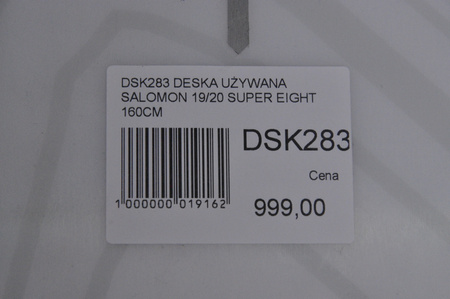 DSK283 DESKA UŻYWANA
SALOMON 19/20 SUPER EIGHT
160CM
DSK283
Cena
1 000000 019162
999,00